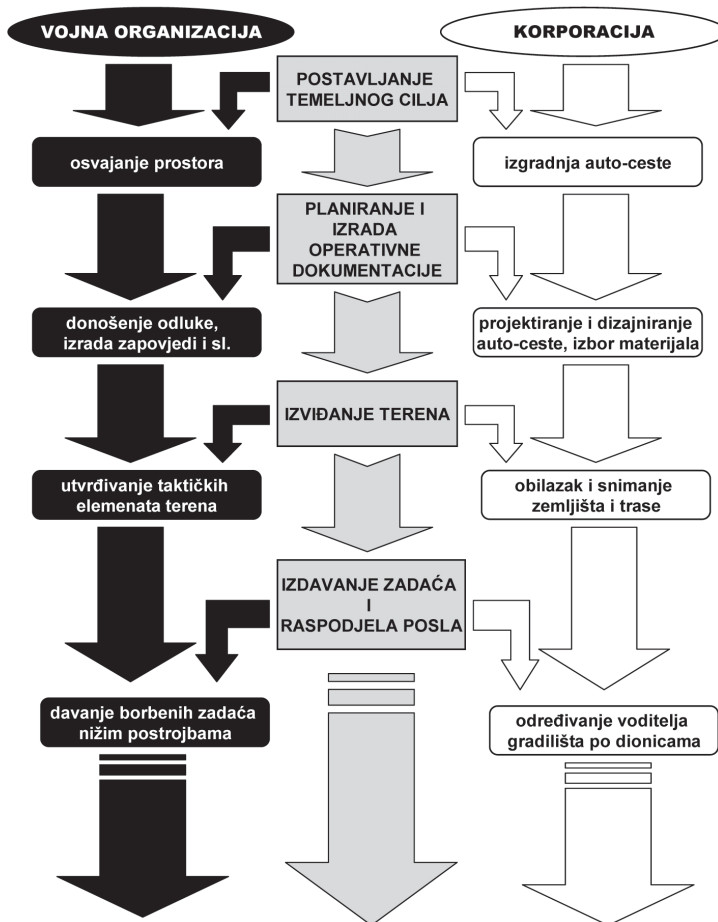 VOJNA ORGANIZACIJA
KORPORACIJA
POSTAVLJANJE
TEMELJNOG CILJA
osvajanje prostora
izgradnja auto-ceste
PLANIRANJE I
IZRADA
OPERATIVNE
DOKUMENTACIJE
donošenje odluke,
izrada zapovjedi i sl.
projektiranje i dizajniranje
auto-ceste, izbor materijala
IZVIĐANJE TERENA
utvrđivanje taktičkih
elemenata terena
obilazak i snimanje
zemljišta i trase
IZDAVANJE ZADAĆA
I
RASPODJELA POSLA
davanje borbenih zadaća
nižim postrojbama
određivanje voditelja
gradilišta po dionicama